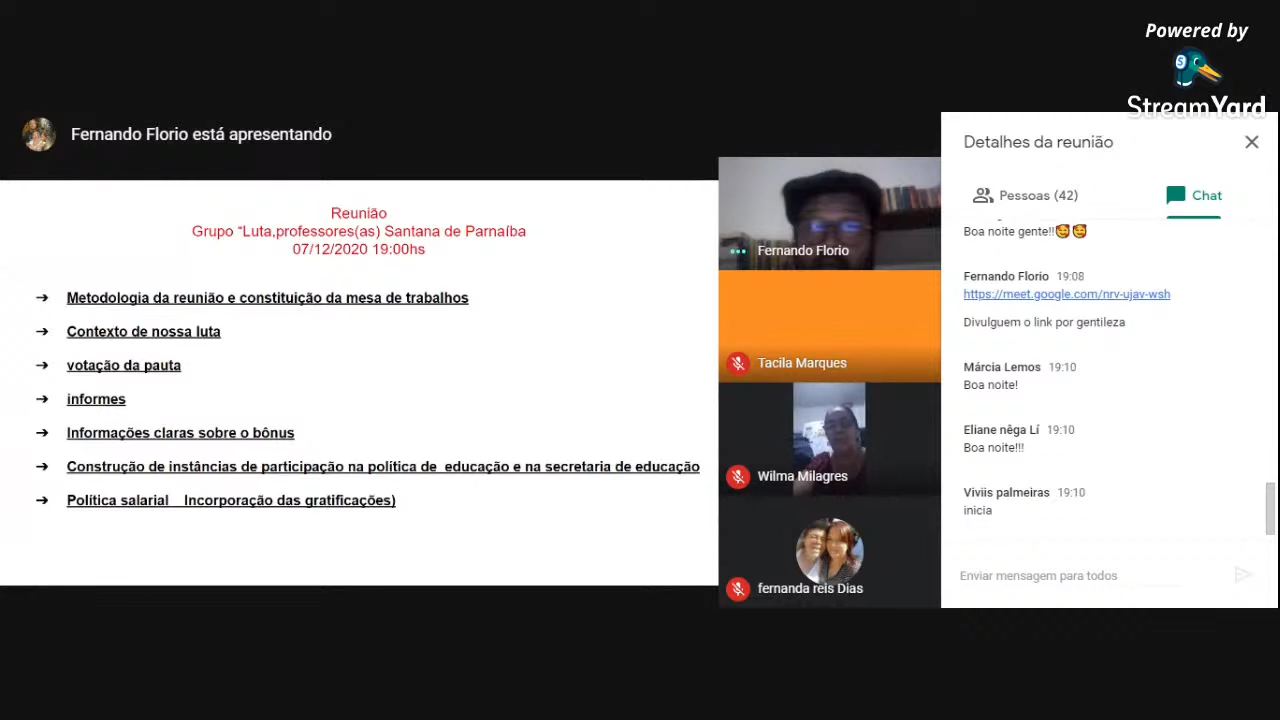 Powered by
StreamYard
Fernando Florio está apresentando
Reunião
Grupo “Luta,professores(as) Santana de Parnaíba
07/12/2020 19:00hs
➔ Metodologia da reunião e constituição da mesa de trabalhos
➔ Contexto de nossa luta
➔ votação da pauta
➔ informes
➔ Informações claras sobre o bônus
➔ Construção de instâncias de participação na política de educação e na secretaria de educação
➔ Política salarial Incorporação das gratificações)
Fernando Florio
Tacila Marques
Wilma Milagres
fernanda reis Dias
Detalhes da reunião
Pessoas (42)
Chat
Boa noite gente!!🥰🥰
Fernando Florio 19:08
https://meet.google.com/nrv-ujav-wsh
Divulguem o link por gentileza
Márcia Lemos 19:10
Boa noite!
Eliane nêga Lí 19:10
Boa noite!!!
Viviis palmeiras 19:10
inicia
Enviar mensagem para todos